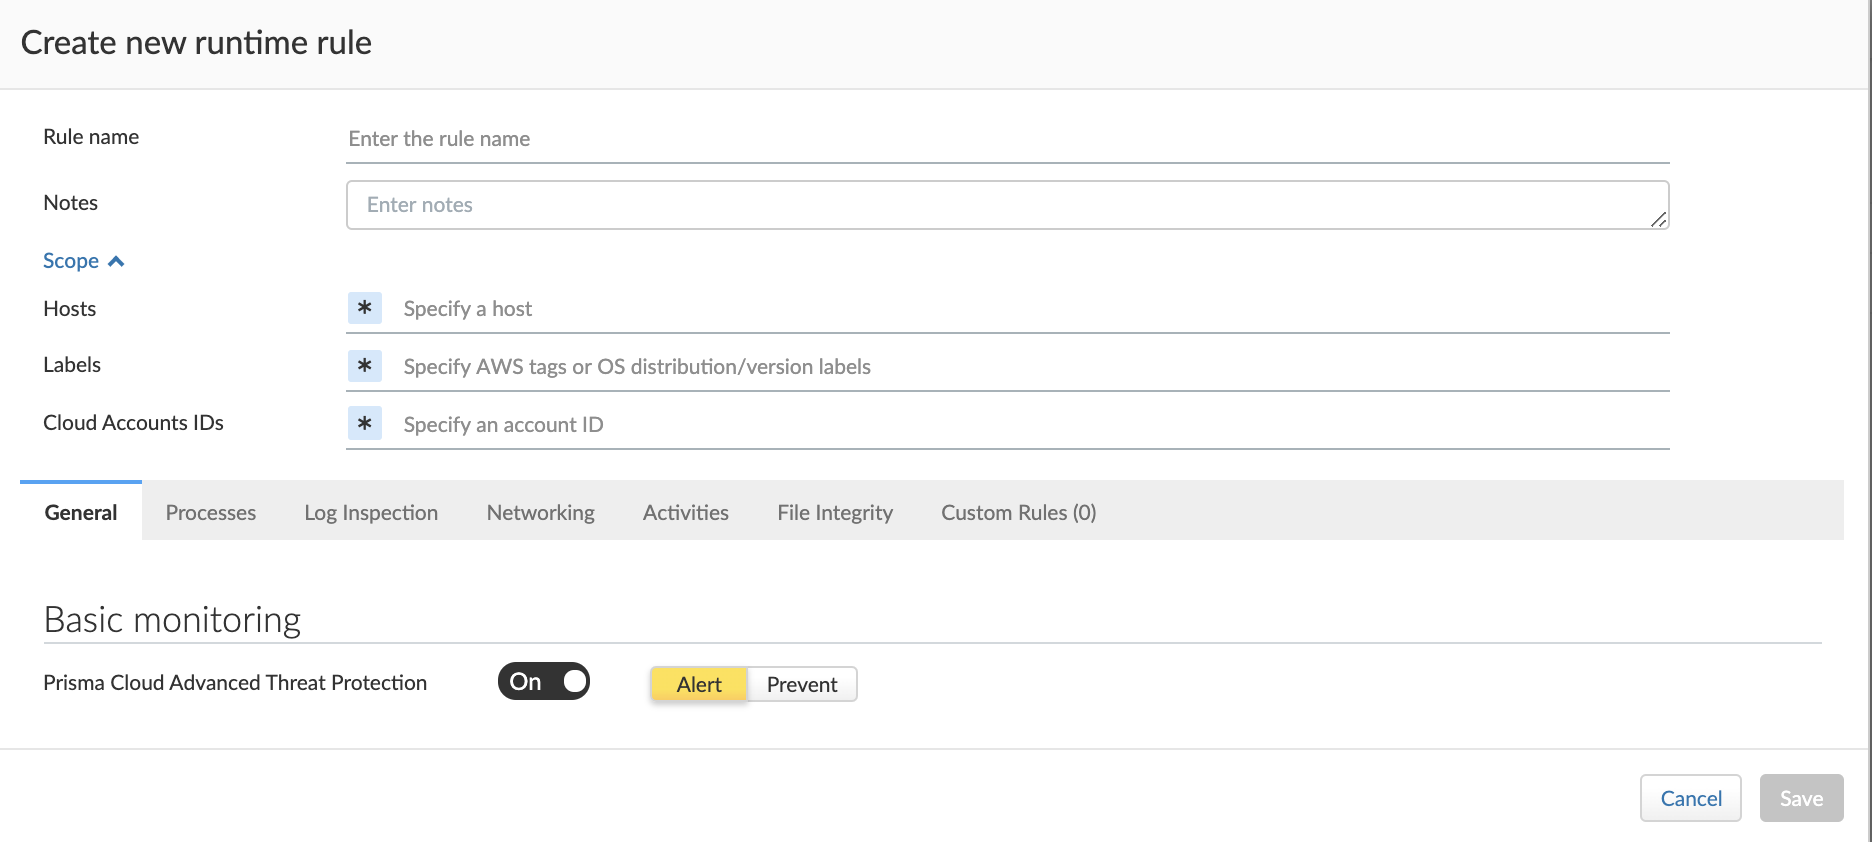 Create new runtime rule
Rule name
Enter the rule name
Notes
Enter notes
Scope
Hosts
* Specify a host
Labels
* Specify AWS tags or OS distribution/version labels
Cloud Accounts IDs
* Specify an account ID
General Processes Log Inspection Networking Activities File Integrity Custom Rules (0)
Basic monitoring
Prisma Cloud Advanced Threat Protection On Alert Prevent
Cancel Save